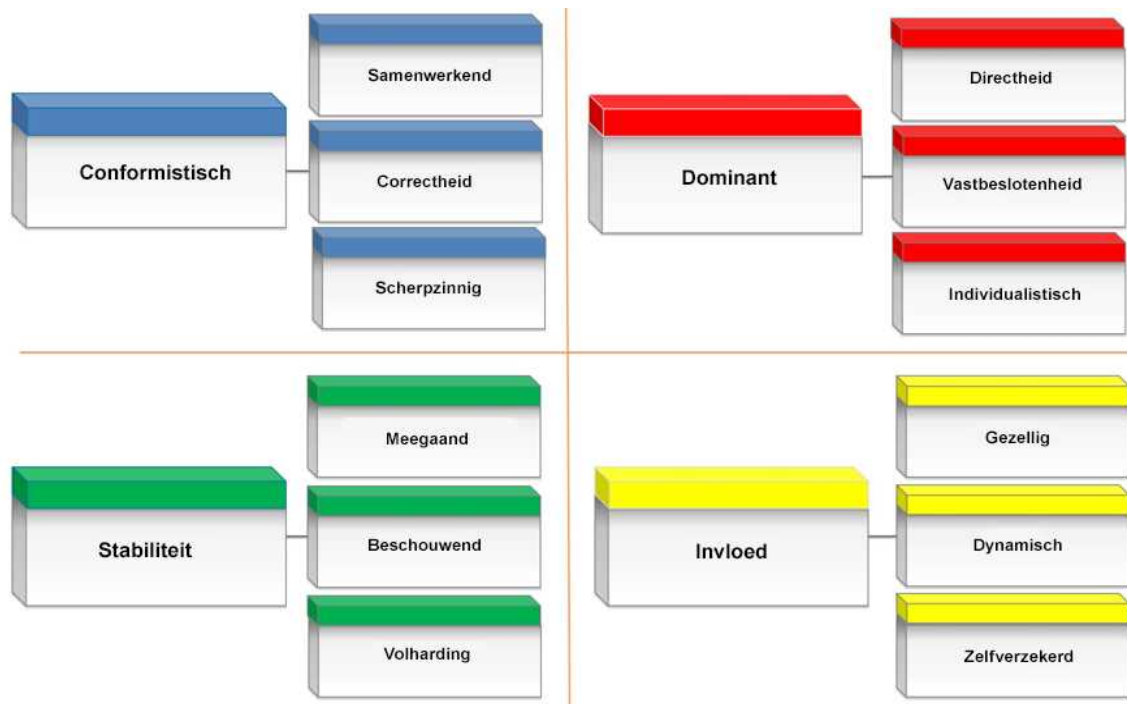 Conformistisch
Samenwerkend
Correctheid
Scherpzinnig
Dominant
Directheid
Vastbeslotenheid
Individualistisch
Stabiliteit
Meegaand
Beschouwend
Volharding
Invloed
Gezellig
Dynamisch
Zelfverzekerd